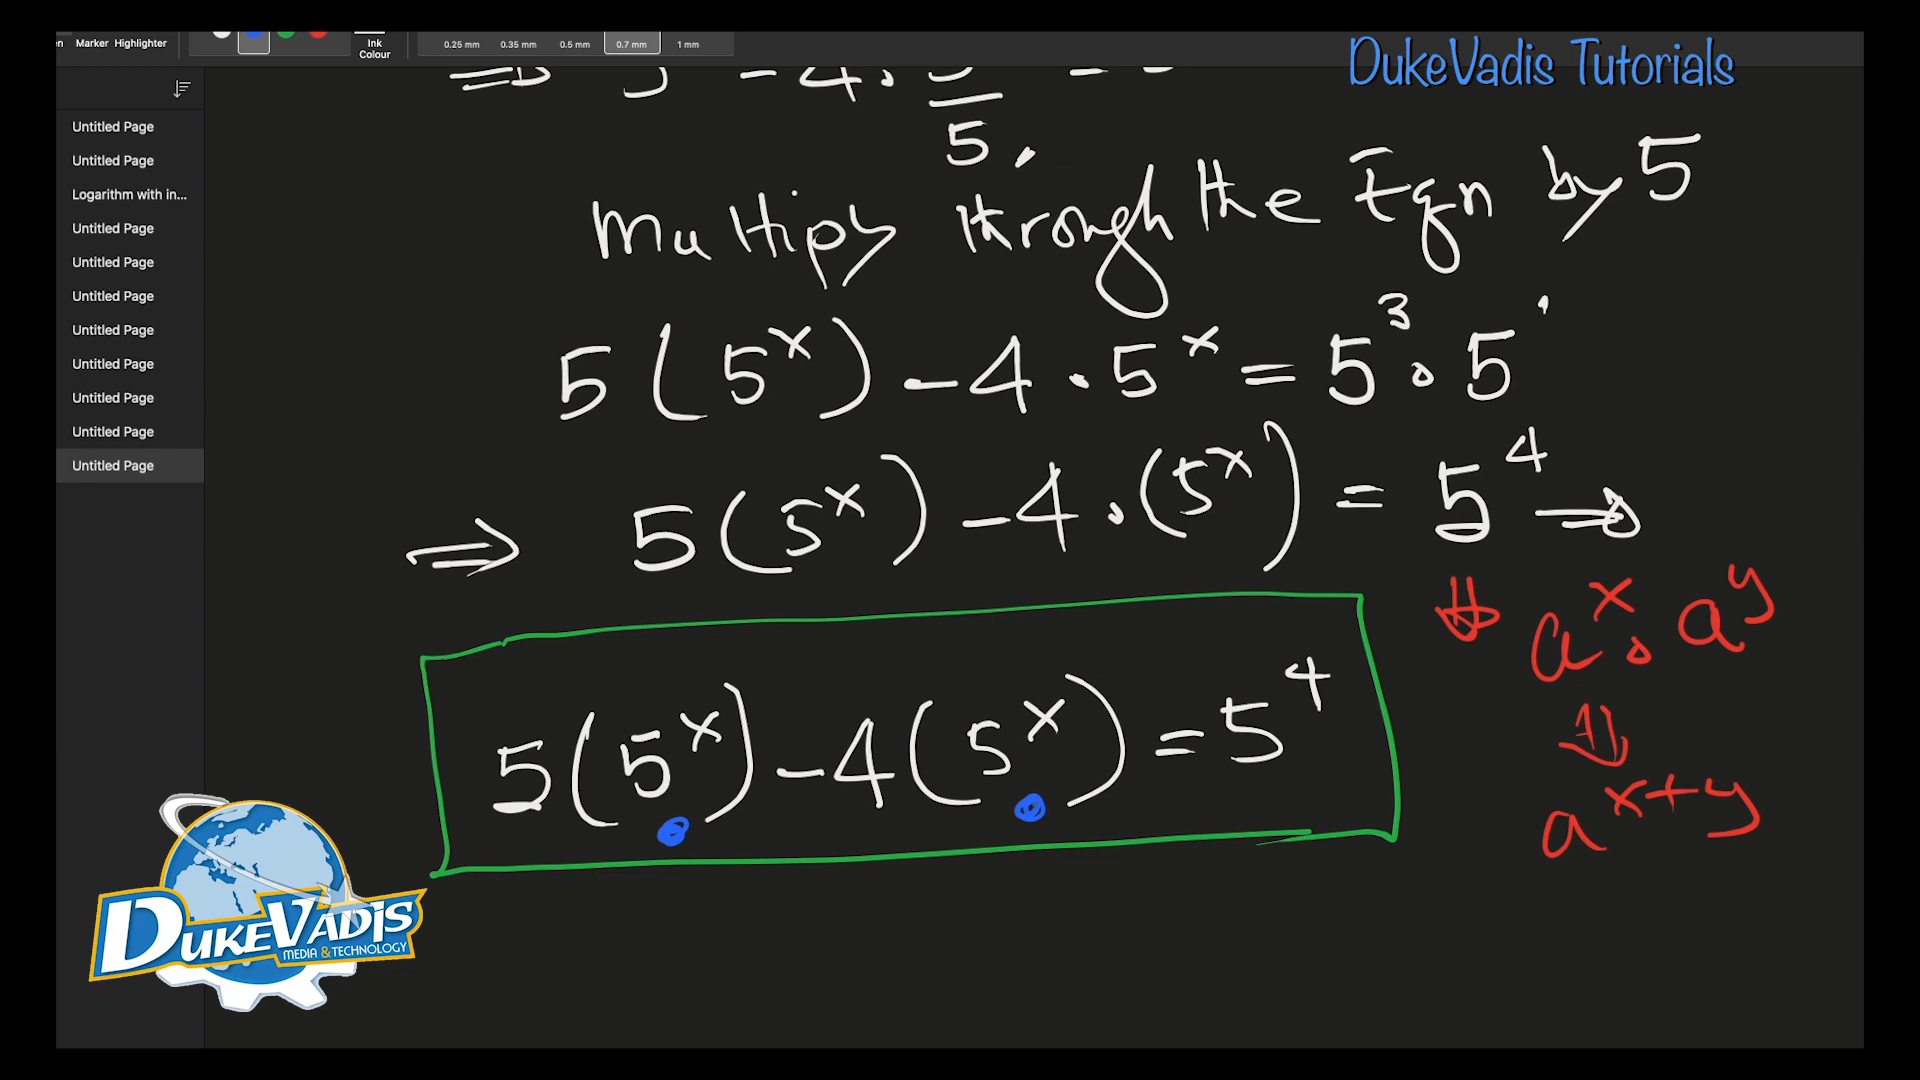 Marker Highlighter
Ink
Colour
0.25 mm 0.35 mm 0.5 mm 0.7 mm 1 mm
DukeVadis Tutorials
Untitled Page
Untitled Page
Logarithm with in...
Untitled Page
Untitled Page
Untitled Page
Untitled Page
Untitled Page
Untitled Page
Untitled Page
Untitled Page
5
Multipy through the Eqn by 5
5(5^x) - 4 · 5^x = 5^3 · 5^1
⇒ 5(5^x) - 4 · (5^x) = 5^4 ⇒
a^x · a^y
⇓
a^x+y
5(5^x) - 4(5^x) = 5^4
DUKEVADIS
MEDIA & TECHNOLOGY